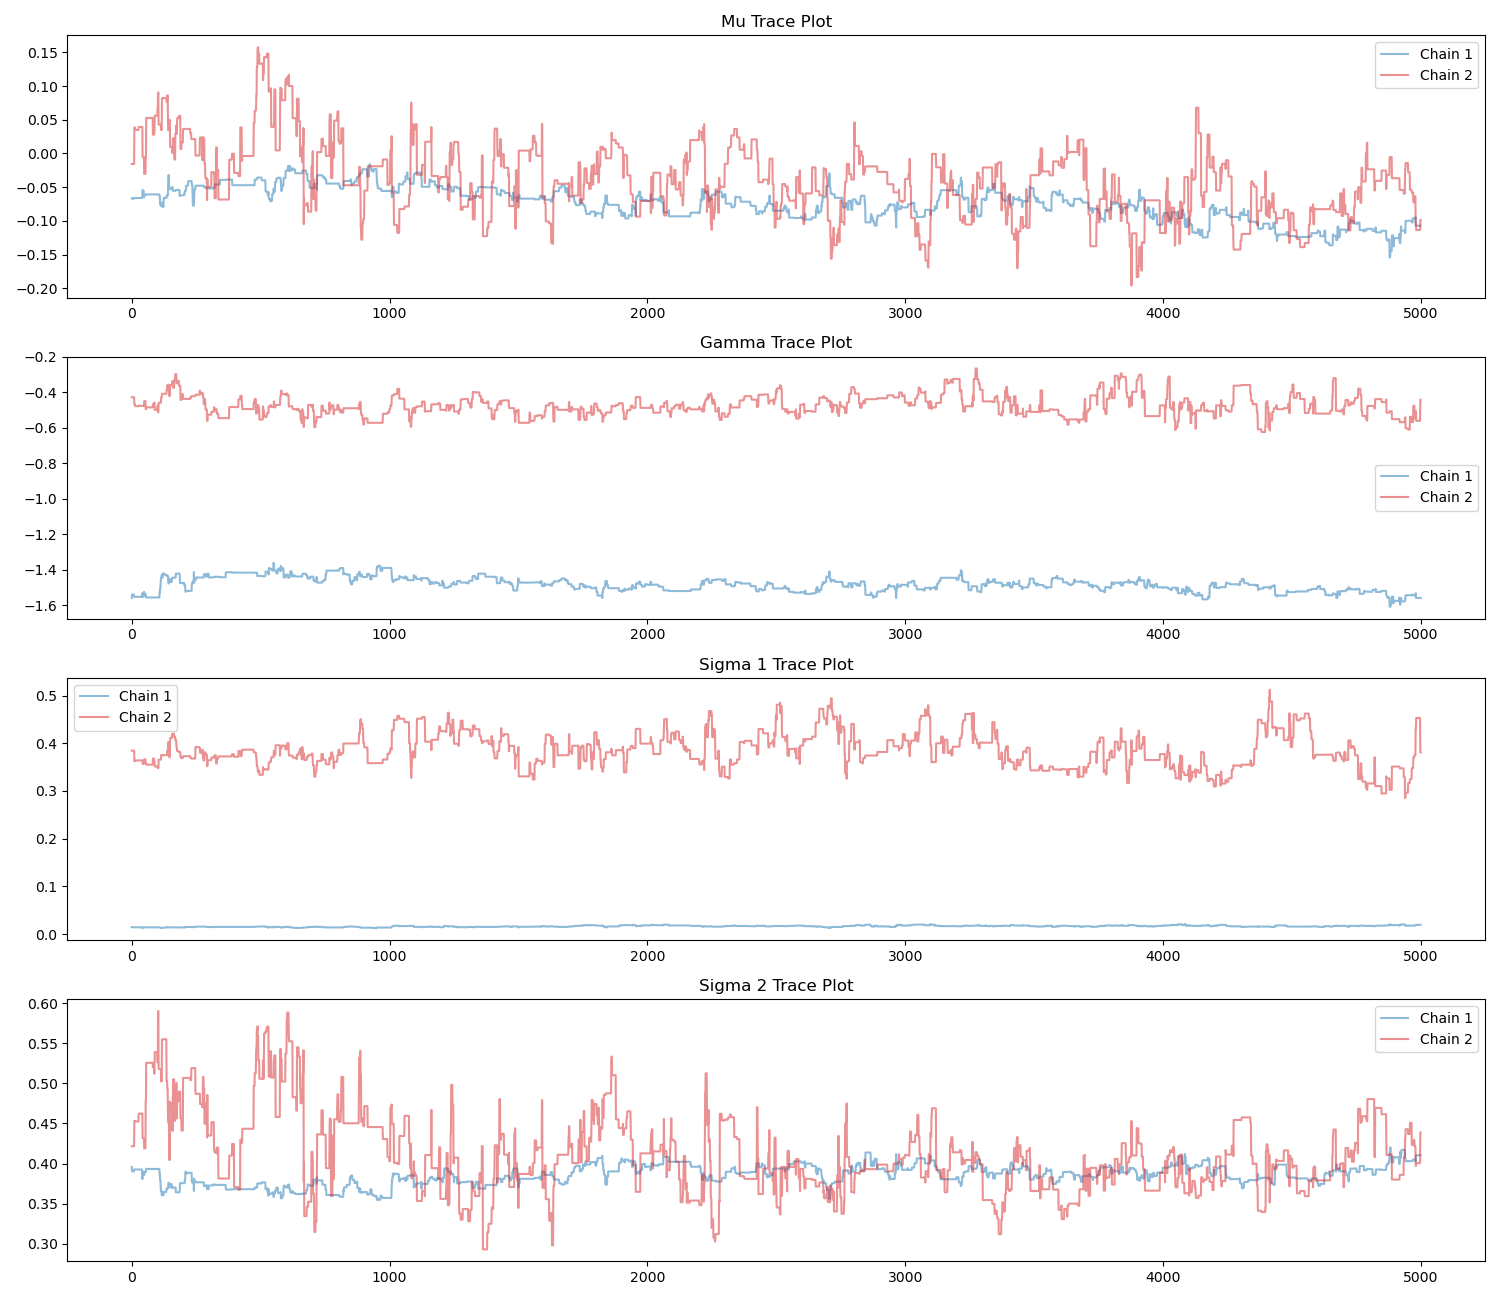 Mu Trace Plot
0.15
0.10
0.05
0.00
−0.05
−0.10
−0.15
−0.20
Chain 1
Chain 2
0 1000 2000 3000 4000 5000
Gamma Trace Plot
−0.2
−0.4
−0.6
−0.8
−1.0
−1.2
−1.4
−1.6
Chain 1
Chain 2
0 1000 2000 3000 4000 5000
Sigma 1 Trace Plot
0.5
0.4
0.3
0.2
0.1
0.0
Chain 1
Chain 2
0 1000 2000 3000 4000 5000
Sigma 2 Trace Plot
0.60
0.55
0.50
0.45
0.40
0.35
0.30
Chain 1
Chain 2
0 1000 2000 3000 4000 5000